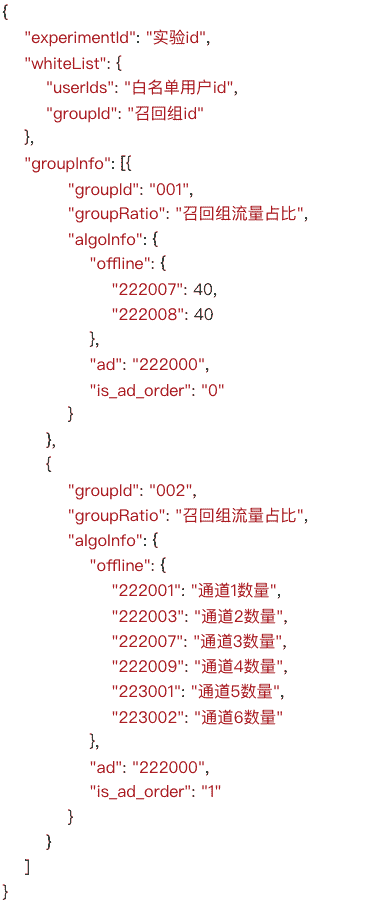 {
"experimentId": "实验id",
"whiteList": {
"userIds": "白名单用户id",
"groupId": "召回组id"
},
"groupInfo": [{
"groupId": "001",
"groupRatio": "召回组流量占比",
"algoInfo": {
"offline": {
"222007": 40,
"222008": 40
},
"ad": "222000",
"is_ad_order": "0"
}
},
{
"groupId": "002",
"groupRatio": "召回组流量占比",
"algoInfo": {
"offline": {
"222001": "通道1数量",
"222003": "通道2数量",
"222007": "通道3数量",
"222009": "通道4数量",
"223001": "通道5数量",
"223002": "通道6数量"
},
"ad": "222000",
"is_ad_order": "1"
}
}
]
}